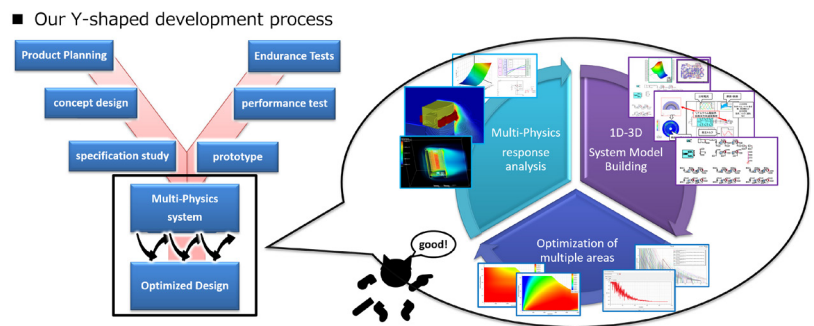 ■ Our Y-shaped development process
Product Planning
Endurance Tests
concept design
performance test
specification study
prototype
Multi-Physics
system
Optimized Design
Multi-Physics
response
analysis
1D-3D
System Model
Building
Optimization of
multiple areas
good!